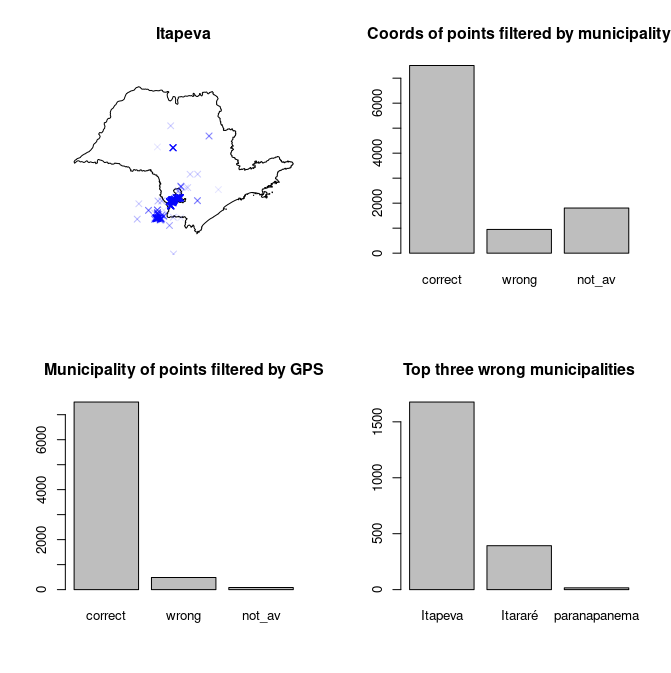 Itapeva
Coords of points filtered by municipality
6000
4000
2000
0
correct wrong not_av
Municipality of points filtered by GPS
6000
4000
2000
0
correct wrong not_av
Top three wrong municipalities
1500
1000
500
0
Itapeva Itararé paranapanema